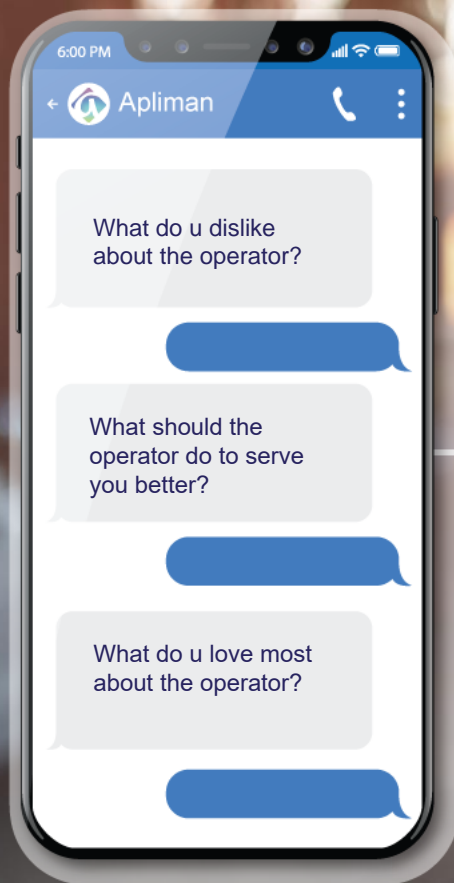 6:00 PM
Apliman
What do u dislike
about the operator?
What should the
operator do to serve
you better?
What do u love most
about the operator?